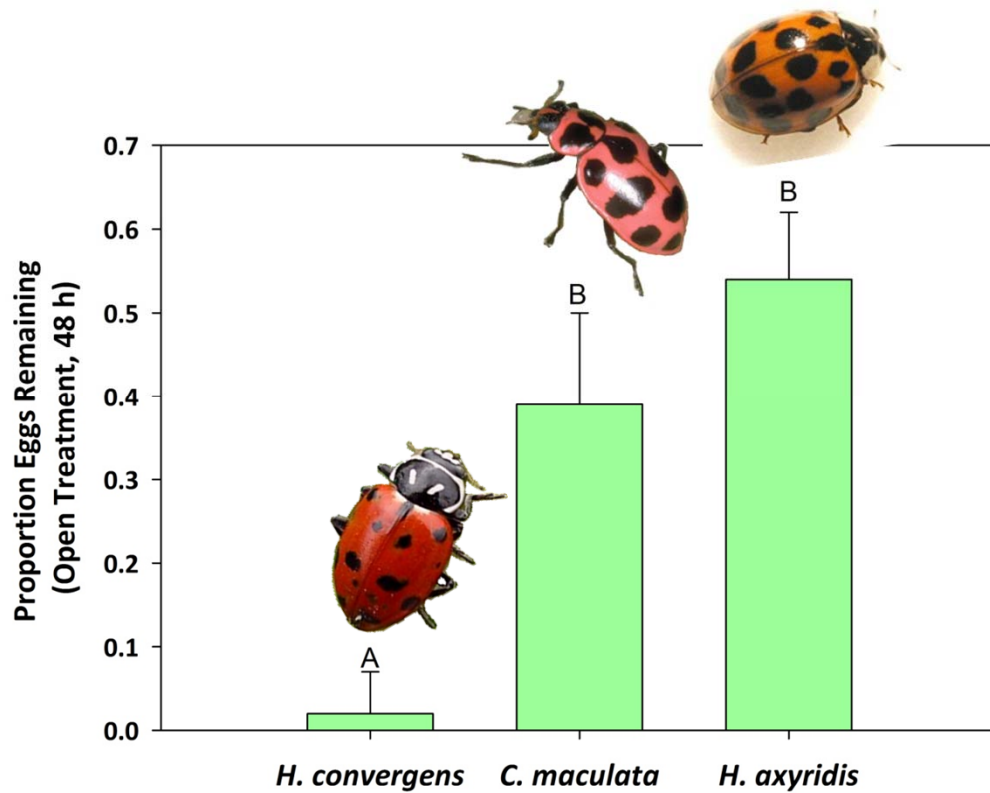 Proportion Eggs Remaining
(Open Treatment, 48 h)
0.7
0.6
0.5
0.4
0.3
0.2
0.1
0.0
A
B
B
H. convergens
C. maculata
H. axyridis